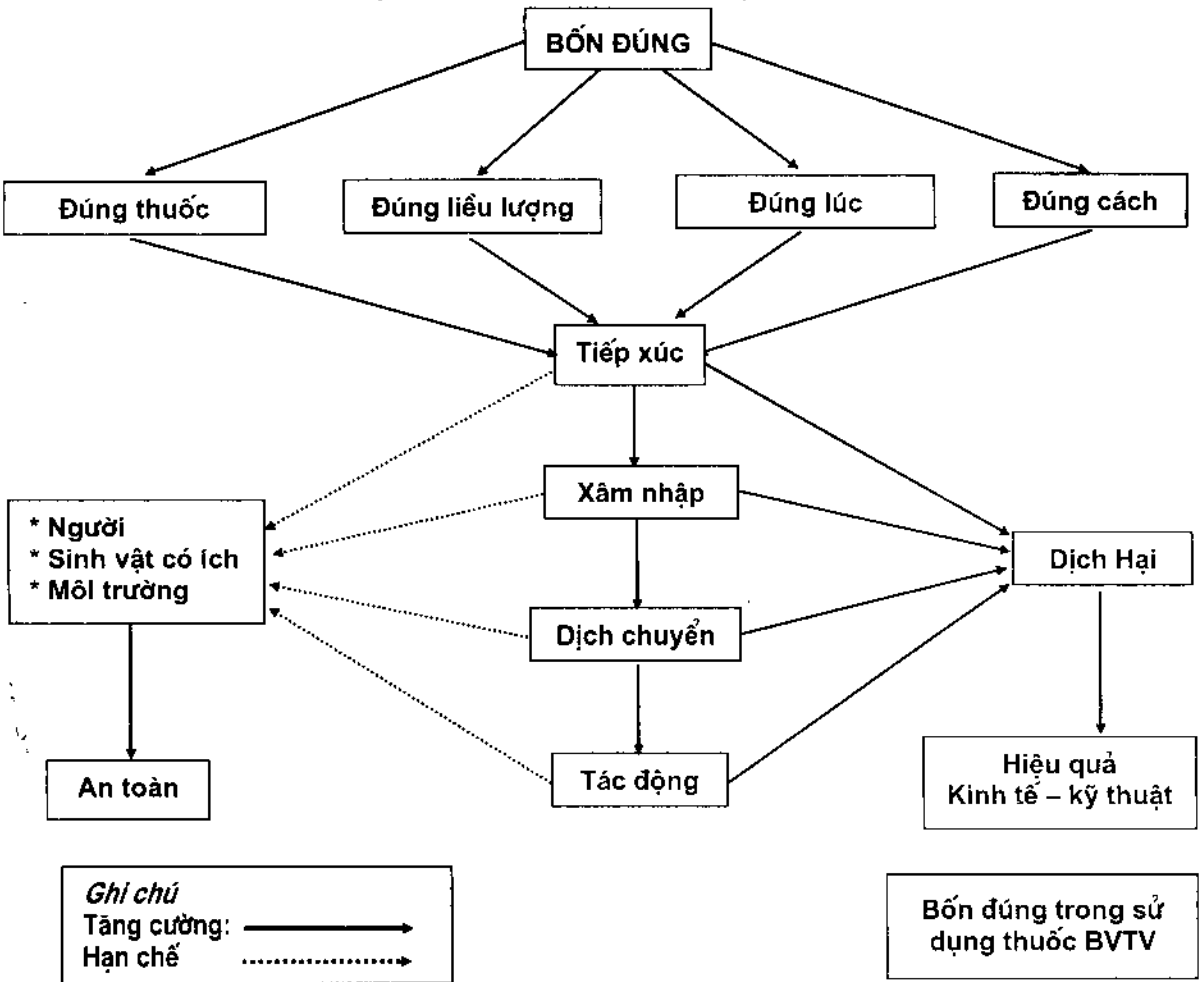 BỐN ĐÚNG
Đúng thuốc
Đúng liều lượng
Đúng lúc
Đúng cách
Tiếp xúc
Xâm nhập
* Người
* Sinh vật có ích
* Môl trường
Dịch Hại
Dịch chuyển
Tác động
An toàn
Hiệu quả
Kinh tế – kỹ thuật
Ghi chú
Tăng cường:
Hạn chế
Bốn đúng trong sử
dụng thuốc BVTV